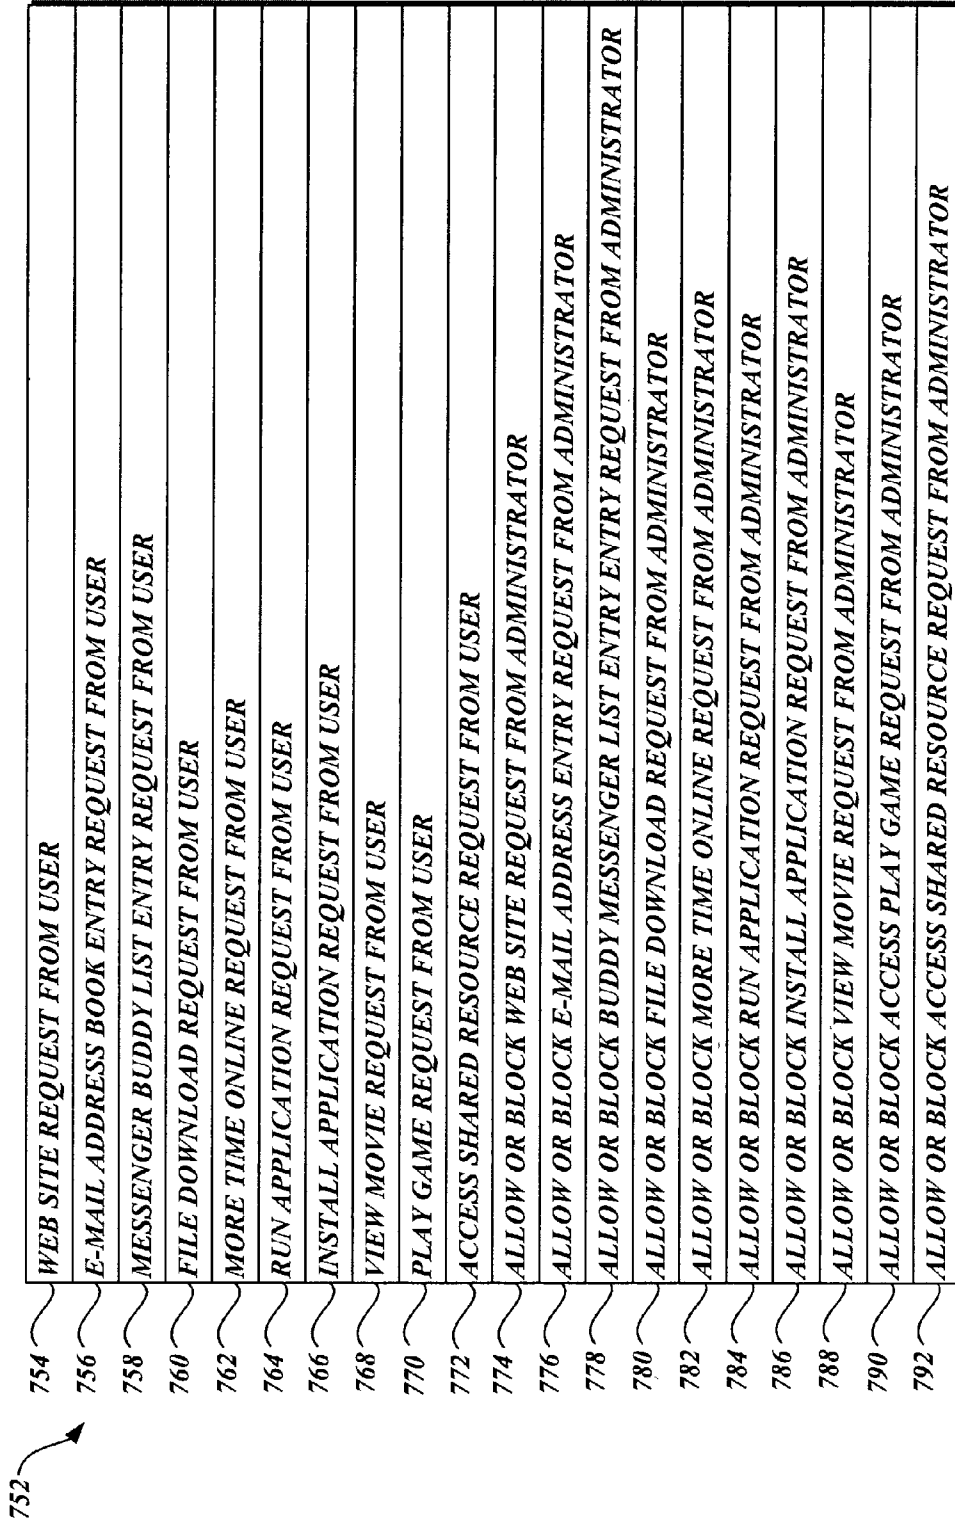 752
754 WEB SITE REQUEST FROM USER
756 E-MAIL ADDRESS BOOK ENTRY REQUEST FROM USER
758 MESSENGER BUDDY LIST ENTRY REQUEST FROM USER
760 FILE DOWNLOAD REQUEST FROM USER
762 MORE TIME ONLINE REQUEST FROM USER
764 RUN APPLICATION REQUEST FROM USER
766 INSTALL APPLICATION REQUEST FROM USER
768 VIEW MOVIE REQUEST FROM USER
770 PLAY GAME REQUEST FROM USER
772 ACCESS SHARED RESOURCE REQUEST FROM USER
774 ALLOW OR BLOCK WEB SITE REQUEST FROM ADMINISTRATOR
776 ALLOW OR BLOCK E-MAIL ADDRESS ENTRY REQUEST FROM ADMINISTRATOR
778 ALLOW OR BLOCK BUDDY MESSENGER LIST ENTRY ENTRY REQUEST FROM ADMINISTRATOR
780 ALLOW OR BLOCK FILE DOWNLOAD REQUEST FROM ADMINISTRATOR
782 ALLOW OR BLOCK MORE TIME ONLINE REQUEST FROM ADMINISTRATOR
784 ALLOW OR BLOCK RUN APPLICATION REQUEST FROM ADMINISTRATOR
786 ALLOW OR BLOCK INSTALL APPLICATION REQUEST FROM ADMINISTRATOR
788 ALLOW OR BLOCK VIEW MOVIE REQUEST FROM ADMINISTRATOR
790 ALLOW OR BLOCK ACCESS PLAY GAME REQUEST FROM ADMINISTRATOR
792 ALLOW OR BLOCK ACCESS SHARED RESOURCE REQUEST FROM ADMINISTRATOR